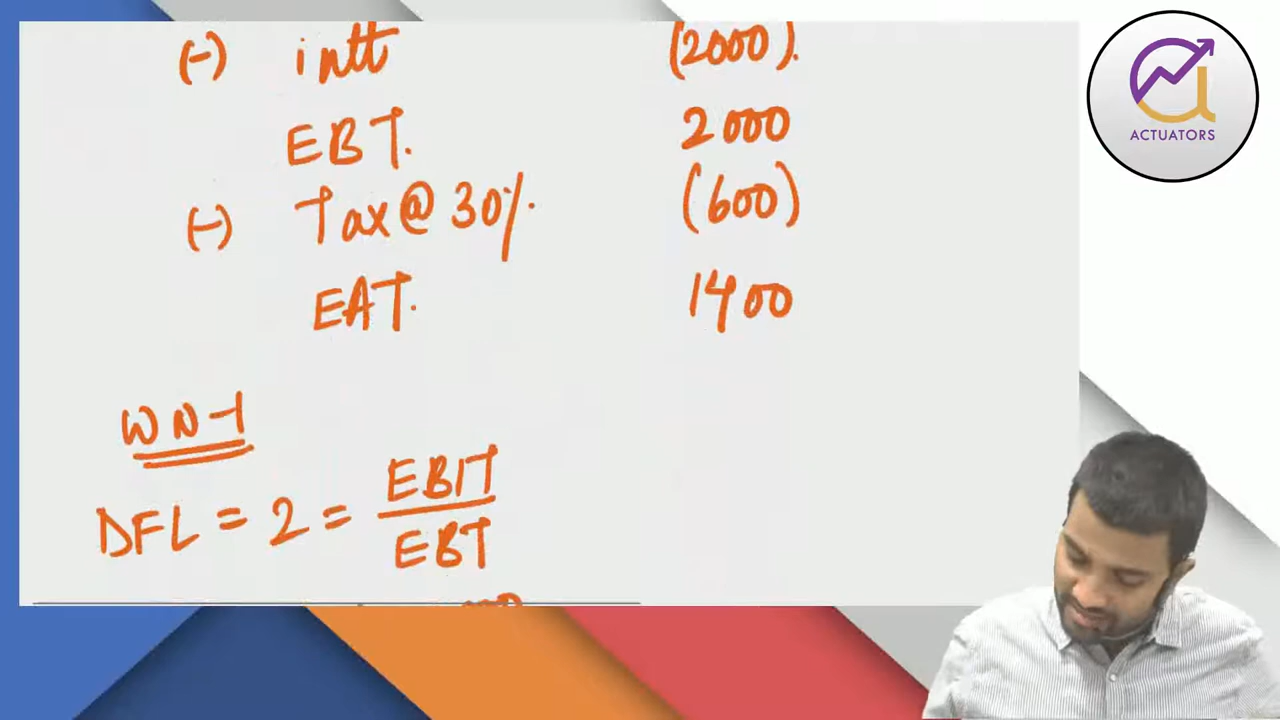 (-) intt (2000).
EBT. 2000
(-) Tax@ 30% (600)
EAT. 1400
WN-1
DFL = 2 = EBIT
EBT
ACTUATORS